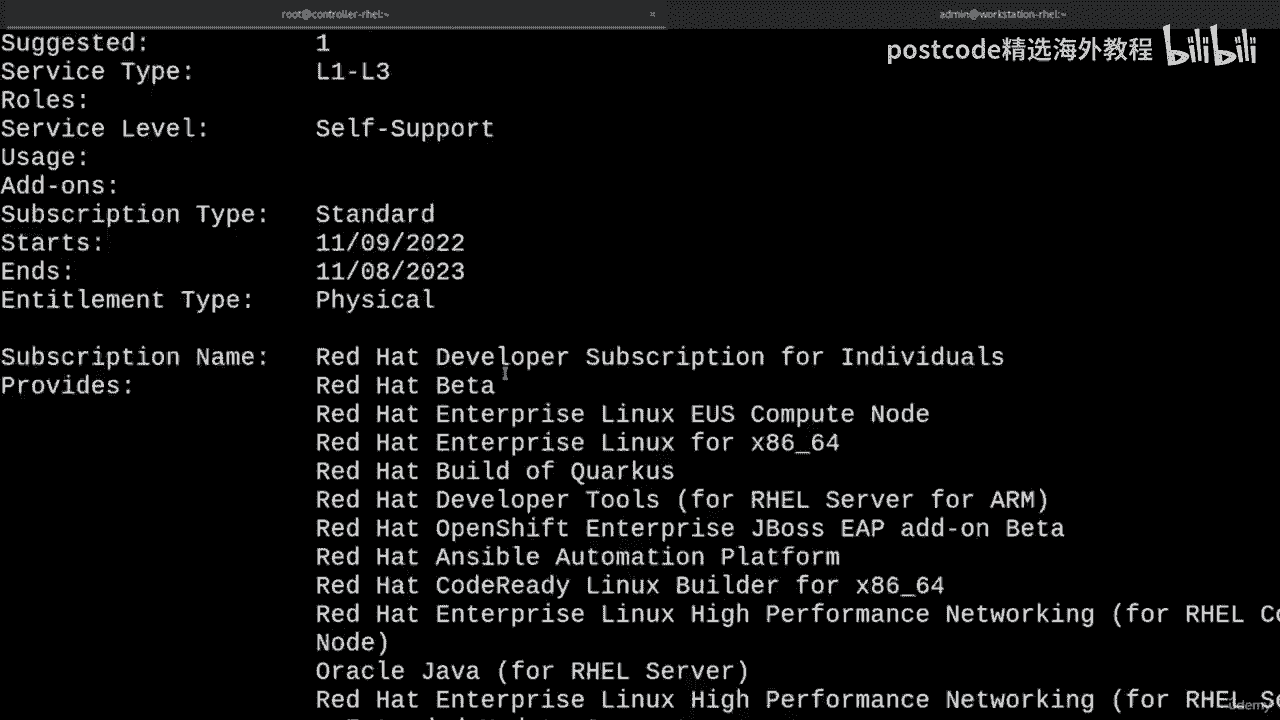 root@controller-rhel:~ × admin@workstation-rhel:~
postcode精选海外教程 bilibili
Suggested: 1
Service Type: L1-L3
Roles:
Service Level: Self-Support
Usage:
Add-ons:
Subscription Type: Standard
Starts: 11/09/2022
Ends: 11/08/2023
Entitlement Type: Physical
Subscription Name: Red Hat Developer Subscription for Individuals
Provides: Red Hat Beta
Red Hat Enterprise Linux EUS Compute Node
Red Hat Enterprise Linux for x86_64
Red Hat Build of Quarkus
Red Hat Developer Tools (for RHEL Server for ARM)
Red Hat OpenShift Enterprise JBoss EAP add-on Beta
Red Hat Ansible Automation Platform
Red Hat CodeReady Linux Builder for x86_64
Red Hat Enterprise Linux High Performance Networking (for RHEL Co
Node)
Oracle Java (for RHEL Server)
Red Hat Enterprise Linux High Performance Networking (for RHEL Se
udemy